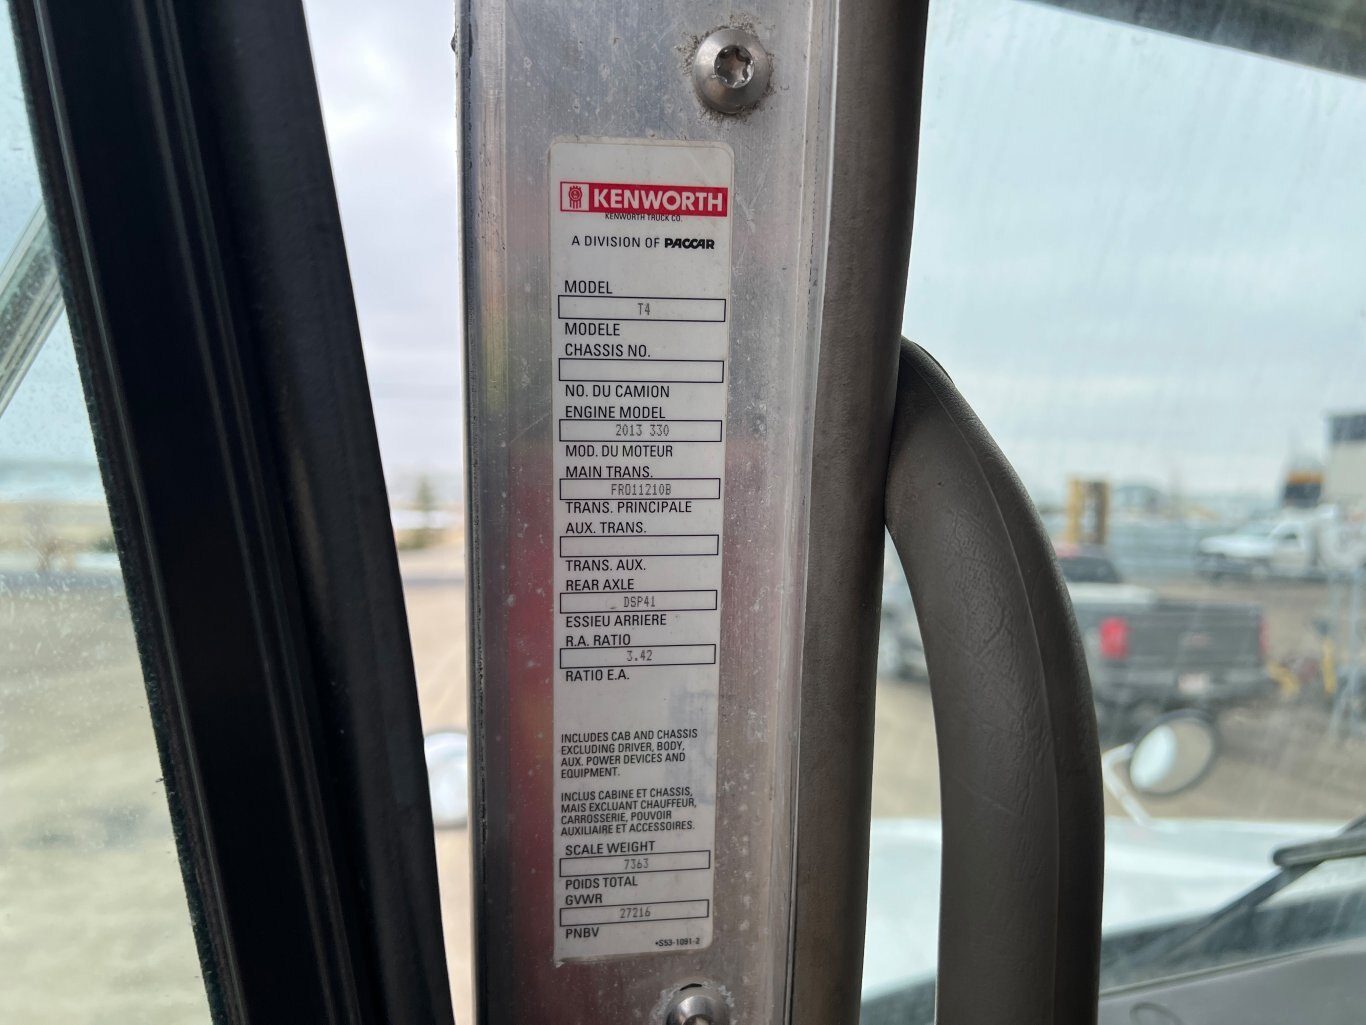 KENWORTH
KENWORTH TRUCK CO.
A DIVISION OF PACCAR
MODEL
T4
MODELE
CHASSIS NO.
NO. DU CAMION
ENGINE MODEL
2013 330
MOD. DU MOTEUR
MAIN TRANS.
FRO11210B
TRANS. PRINCIPALE
AUX. TRANS.
TRANS. AUX.
REAR AXLE
DSP41
ESSIEU ARRIERE
R.A. RATIO
3.42
RATIO E.A.
INCLUDES CAB AND CHASSIS
EXCLUDING DRIVER, BODY,
AUX. POWER DEVICES AND
EQUIPMENT.
INCLUS CABINE ET CHASSIS,
MAIS EXCLUANT CHAUFFEUR,
CARROSSERIE, POUVOIR
AUXILIAIRE ET ACCESSOIRES.
SCALE WEIGHT
7363
POIDS TOTAL
GVWR
27216
PNBV
*S53-1091-2